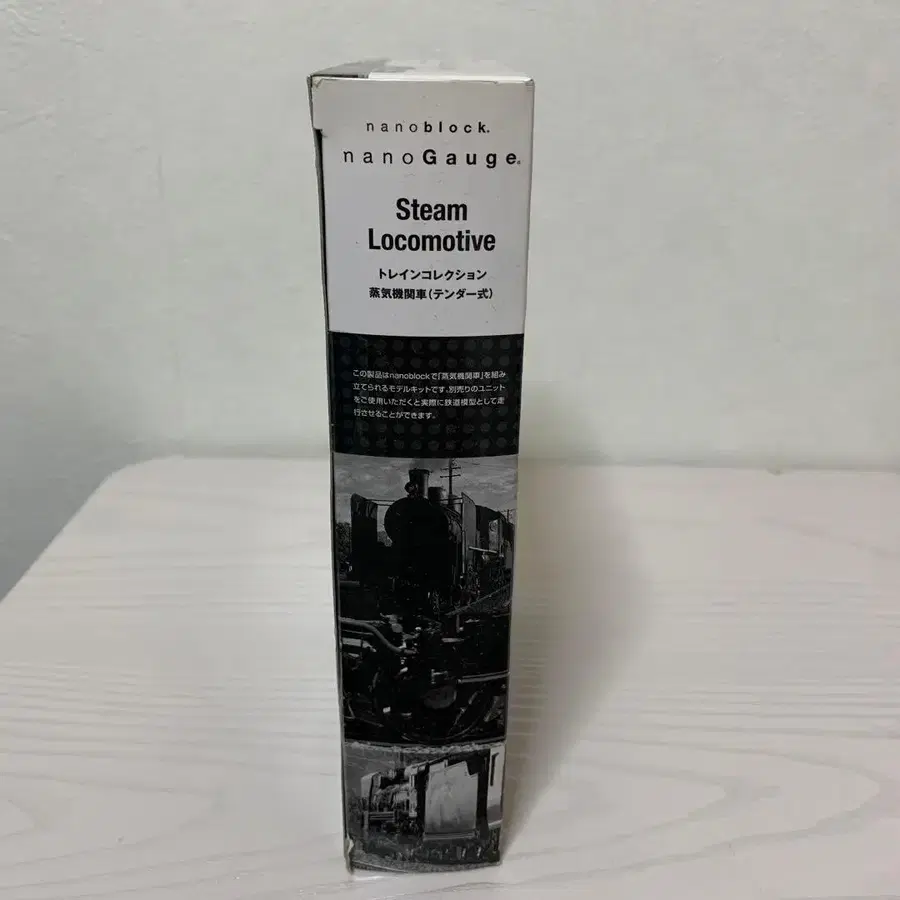 nanoblock.
nanoGauge®
Steam
Locomotive
トレインコレクション
蒸気機関車(テンダー式)
この製品はnanoblockで「蒸気機関車」を組み
立てられるモデルキットです。別売りのユニット
をご使用いただくと実際に鉄道模型として走
行させることができます。